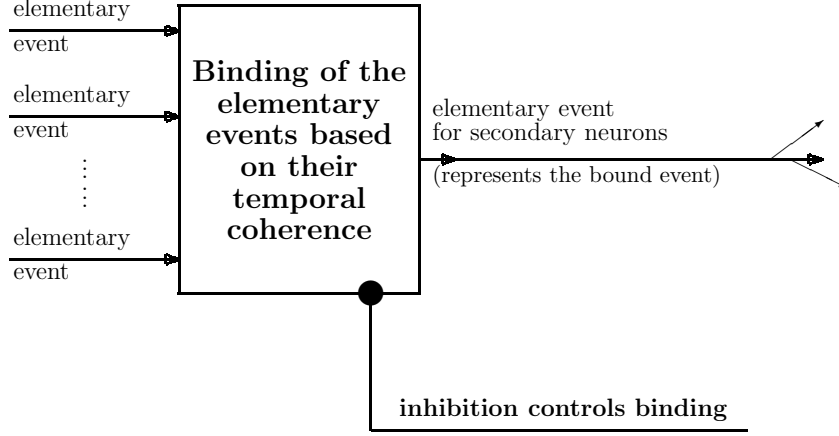 elementary
event
elementary
event
elementary
event
Binding of the
elementary
events based
on their
temporal
coherence
elementary event
for secondary neurons
(represents the bound event)
inhibition controls binding